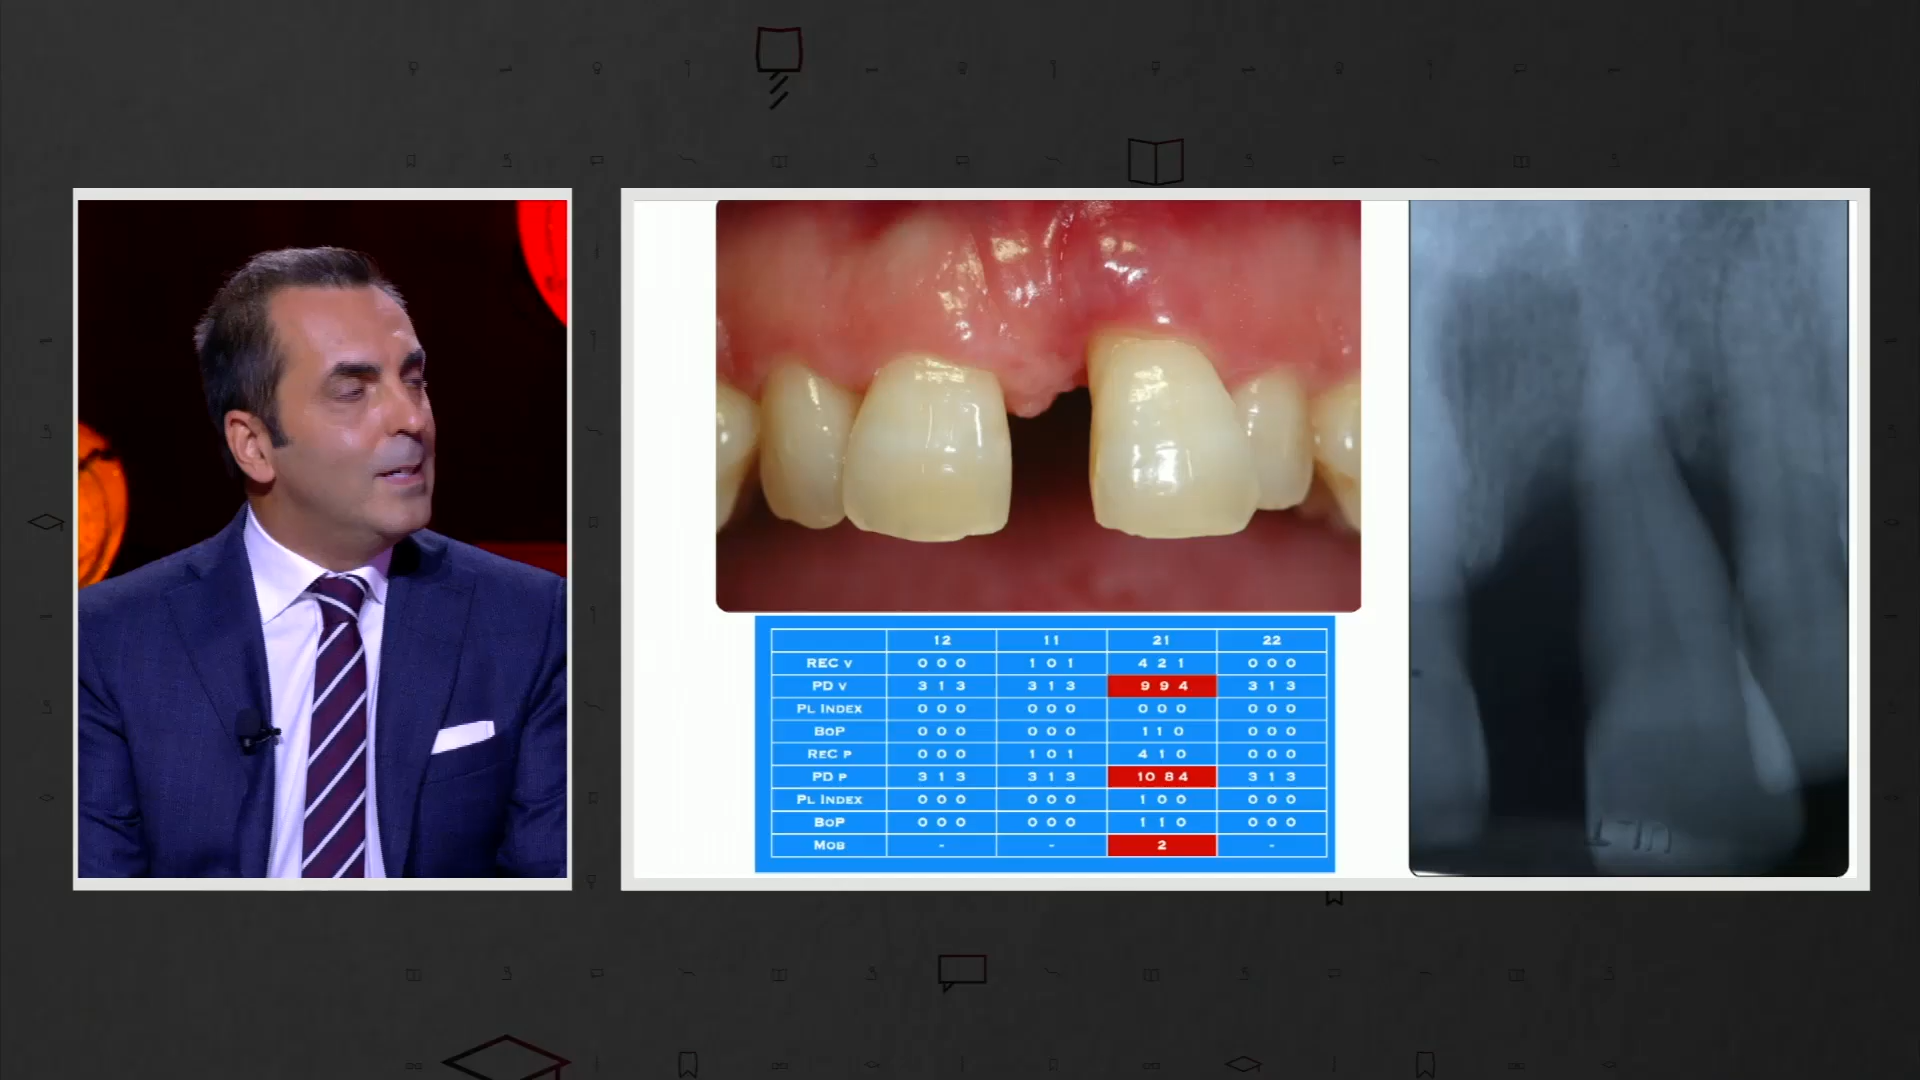 12 11 21 22
REC V 0 0 0 1 0 1 4 2 1 0 0 0
PD V 3 1 3 3 1 3 9 9 4 3 1 3
PL INDEX 0 0 0 0 0 0 0 0 0 0 0 0
BOP 0 0 0 0 0 0 1 1 0 0 0 0
REC P 0 0 0 1 0 1 4 1 0 0 0 0
PD P 3 1 3 3 1 3 10 8 4 3 1 3
PL INDEX 0 0 0 0 0 0 1 0 0 0 0 0
BOP 0 0 0 0 0 0 1 1 0 0 0 0
MOB - - 2 -